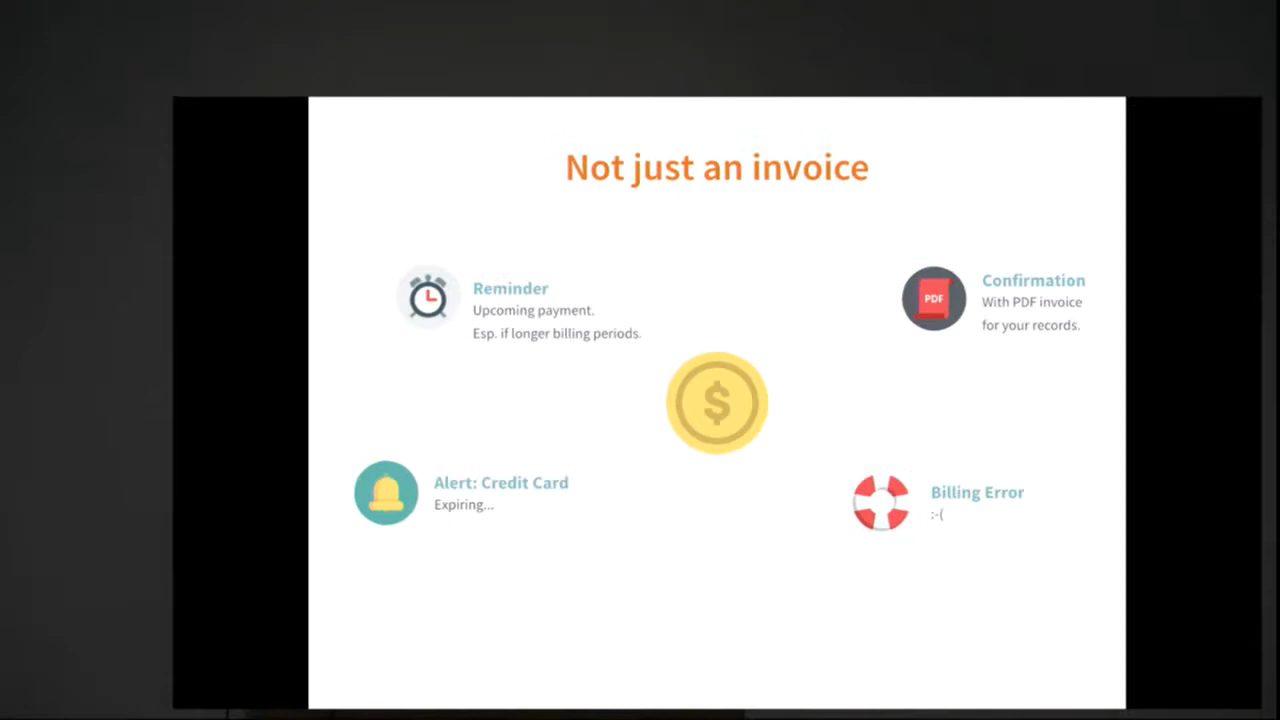 Not just an invoice
Reminder
Upcoming payment.
Esp. if longer billing periods.
Confirmation
With PDF invoice
for your records.
PDF
$
Alert: Credit Card
Expiring...
Billing Error
:-(